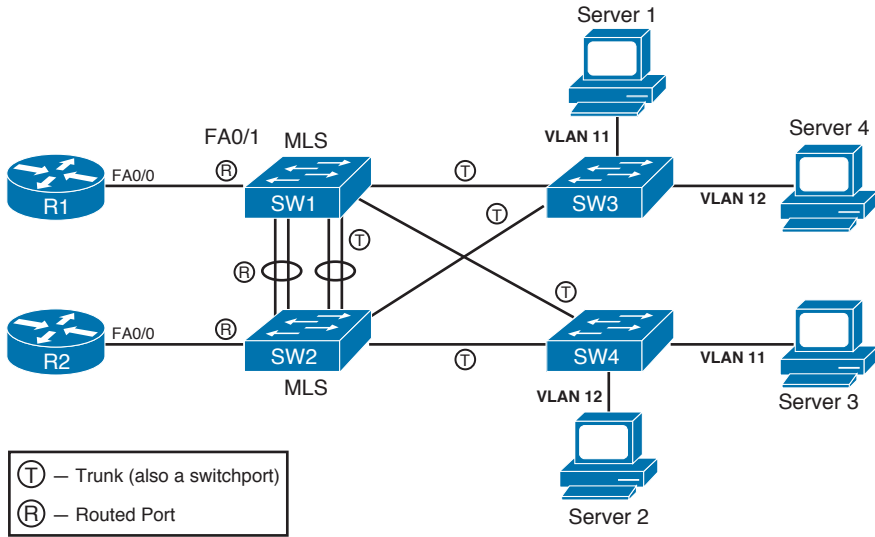 Server 1
FA0/1
MLS
VLAN 11
Server 4
FA0/0
R
T
R1
SW1
SW3
VLAN 12
T
T
R
T
FA0/0
R
T
VLAN 11
R2
SW2
SW4
MLS
VLAN 12
Server 3
T — Trunk (also a switchport)
R — Routed Port
Server 2